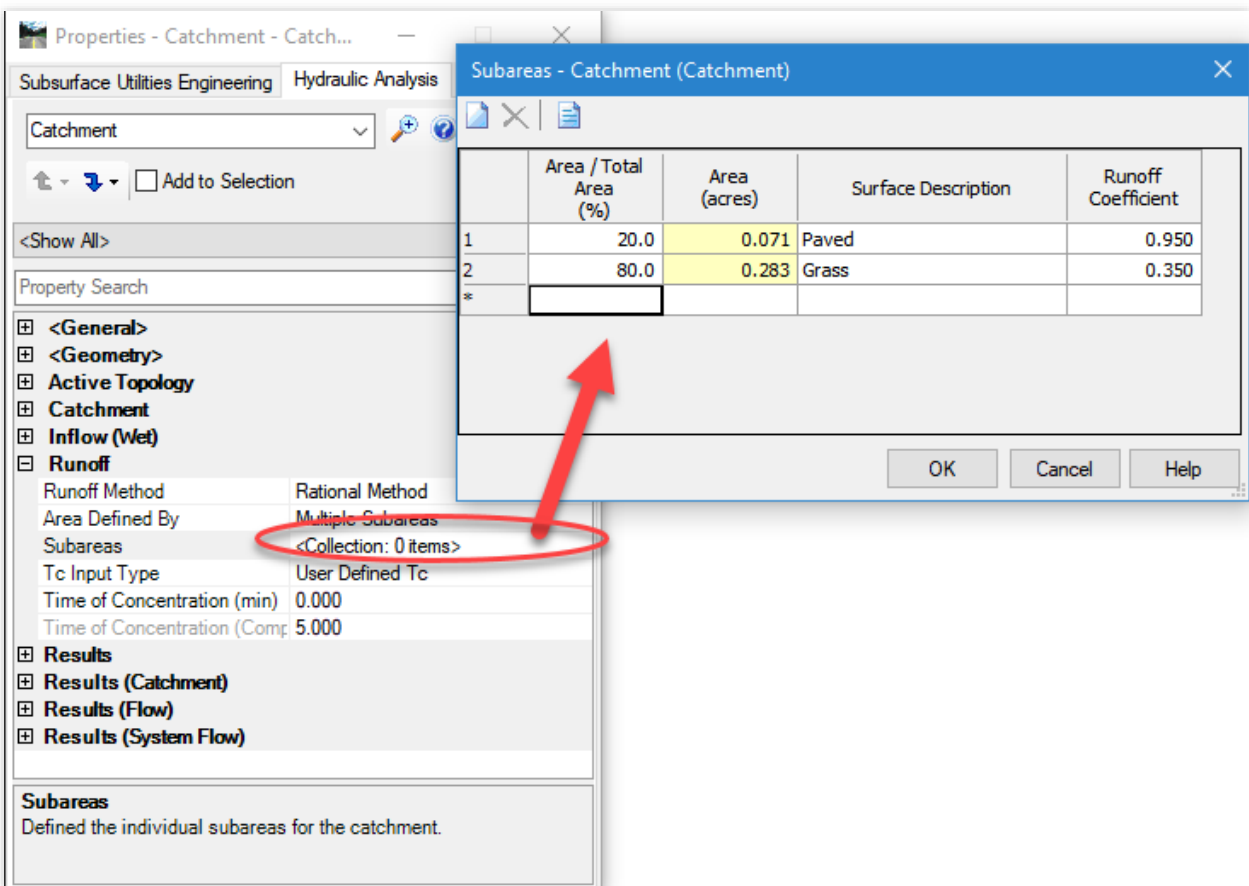 Properties - Catchment - Catch...
Subsurface Utilities Engineering
Hydraulic Analysis
Catchment
Add to Selection
<Show All>
Property Search
<General>
<Geometry>
Active Topology
Catchment
Inflow (Wet)
Runoff
Runoff Method Rational Method
Area Defined By Multiple Subareas
Subareas <Collection: 0 items>
Tc Input Type User Defined Tc
Time of Concentration (min) 0.000
Time of Concentration (Comp 5.000
Results
Results (Catchment)
Results (Flow)
Results (System Flow)
Subareas
Defined the individual subareas for the catchment.
Subareas - Catchment (Catchment)
Area / Total
Area
(%)
Area
(acres)
Surface Description
Runoff
Coefficient
1 20.0 0.071 Paved 0.950
2 80.0 0.283 Grass 0.350
*
OK Cancel Help